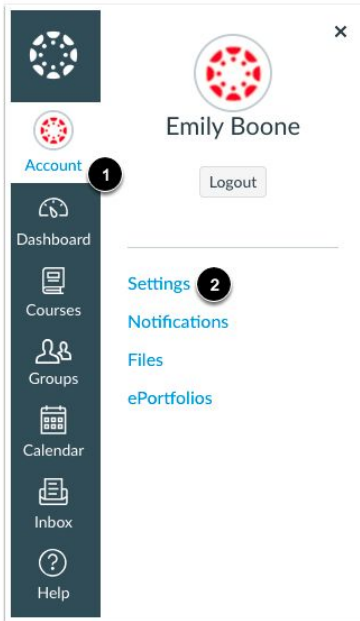 ×
Emily Boone
Account 1
Logout
Dashboard
Settings 2
Courses
Notifications
Files
Groups
ePortfolios
Calendar
Inbox
?
Help